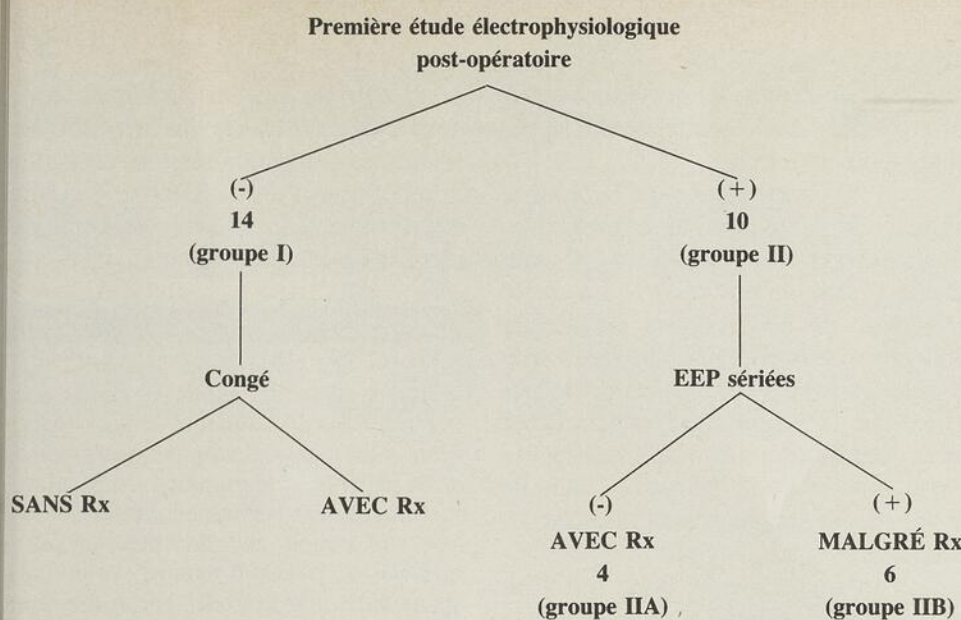 Première étude électrophysiologique
post-opératoire
(-)
14
(groupe I)
(+)
10
(groupe II)
Congé
EEP sériées
SANS Rx
AVEC Rx
(-)
AVEC Rx
4
(groupe IIA)
(+)
MALGRÉ Rx
6
(groupe IIB)